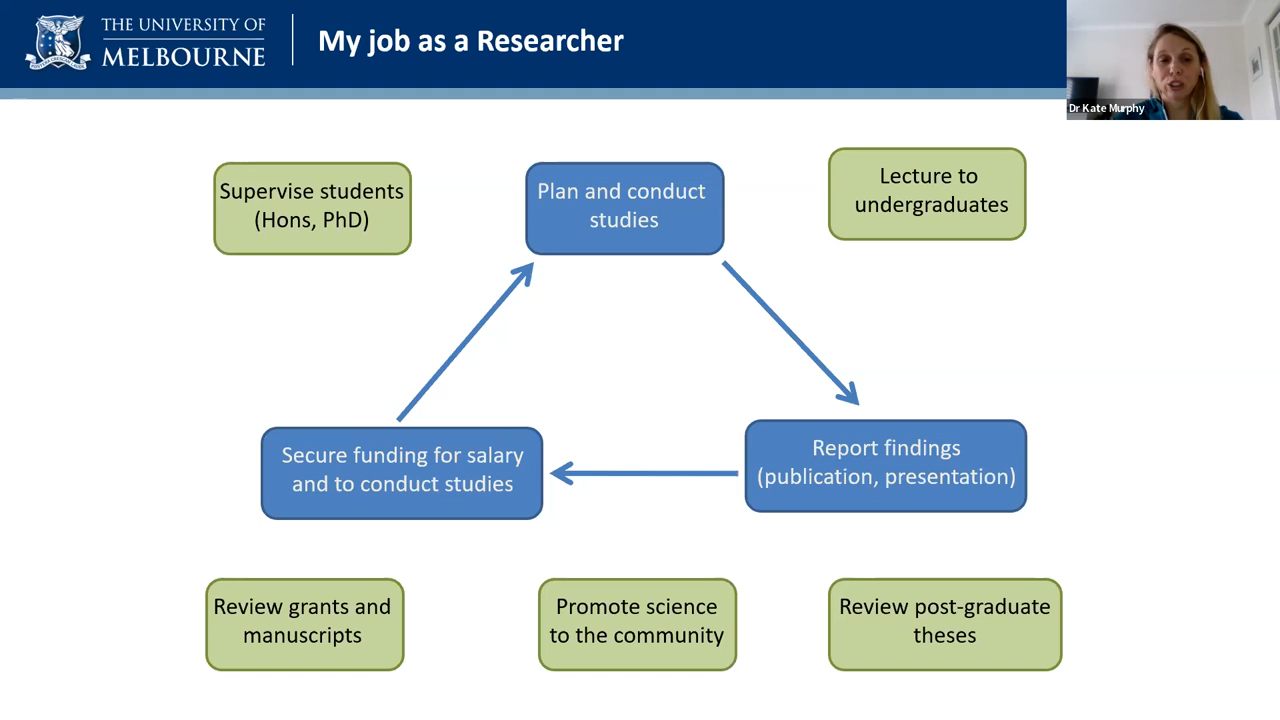 THE UNIVERSITY OF
MELBOURNE
My job as a Researcher
Dr Kate Murphy
Supervise students
(Hons, PhD)
Plan and conduct
studies
Lecture to
undergraduates
Secure funding for salary
and to conduct studies
Report findings
(publication, presentation)
Review grants and
manuscripts
Promote science
to the community
Review post-graduate
theses